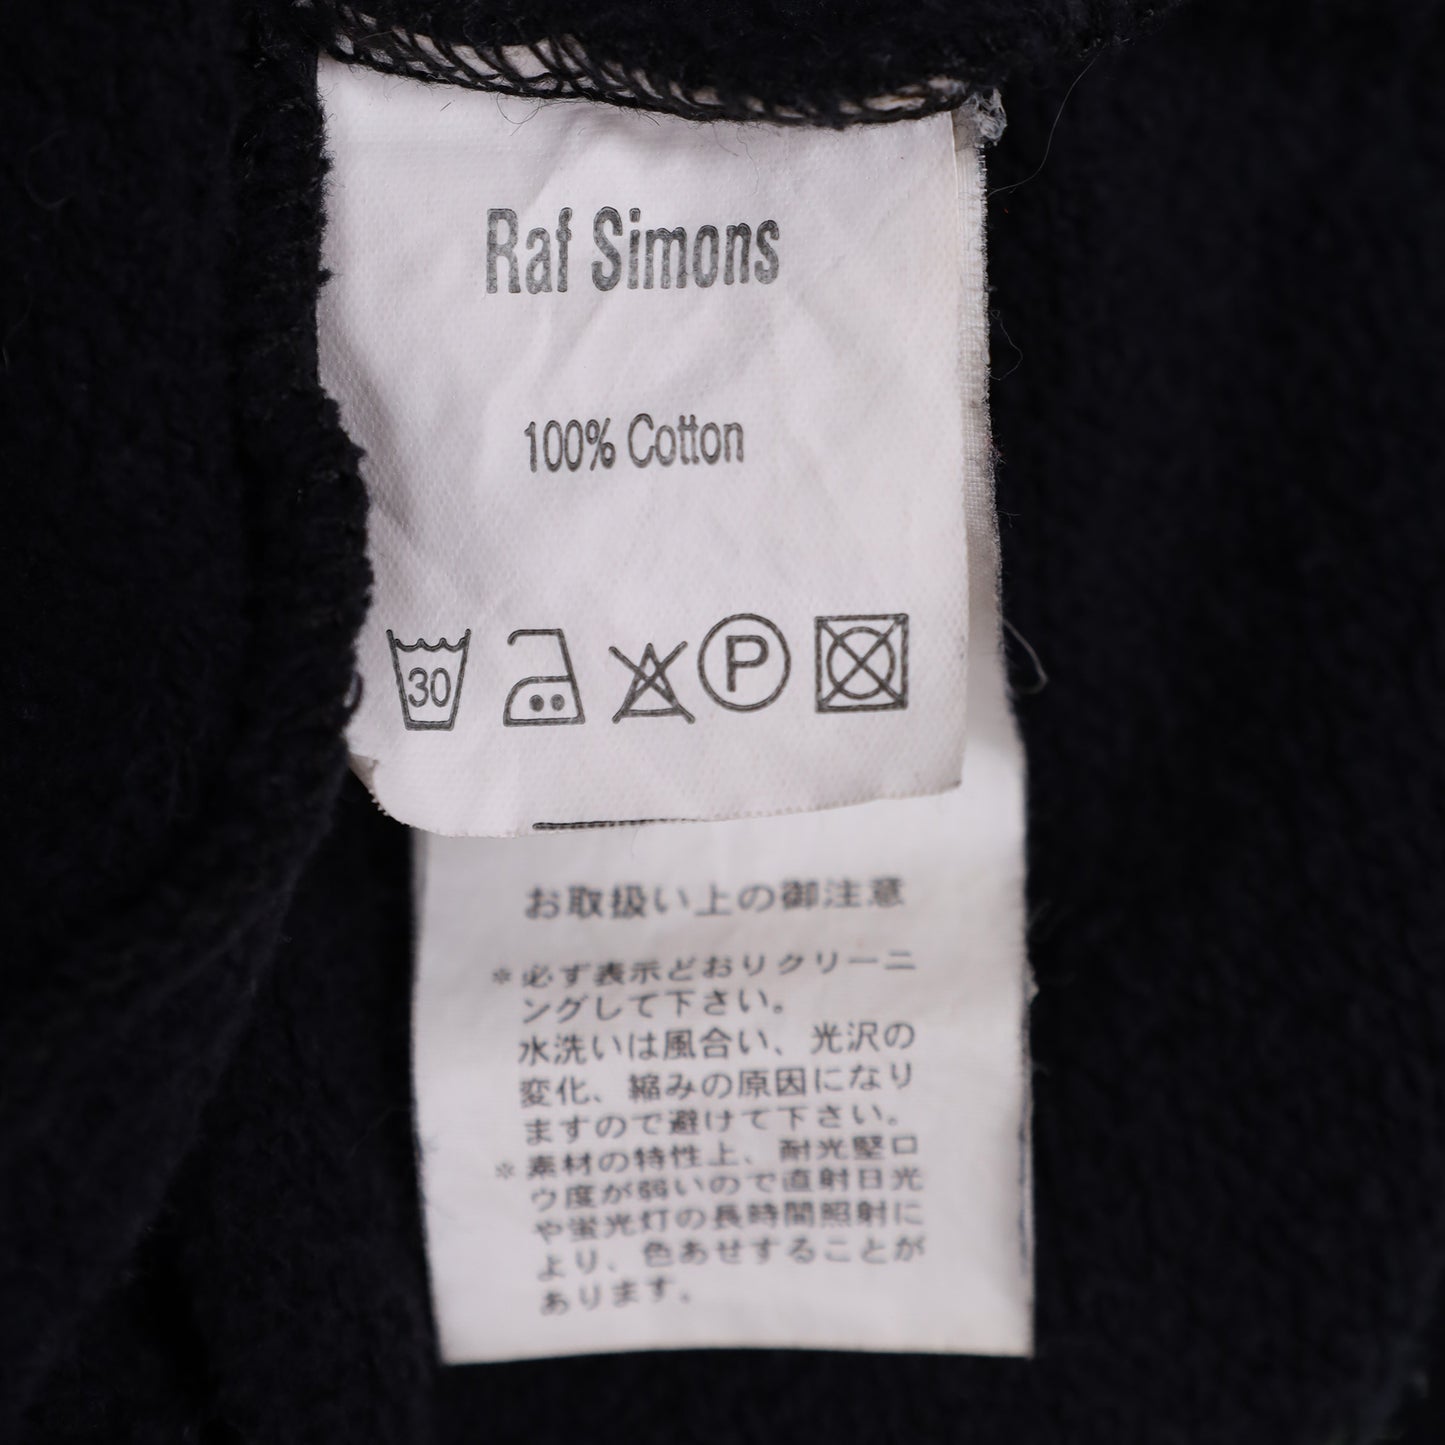 Raf Simons
100% Cotton
30
P
お取扱い上の御注意
*必ず表示どおりクリーニ
ングして下さい。
水洗いは風合い、光沢の
変化、縮みの原因になり
ますので避けて下さい。
*素材の特性上、耐光堅ロ
ウ度が弱いので直射日光
や蛍光灯の長時間照射に
より、色あせすることが
あります。